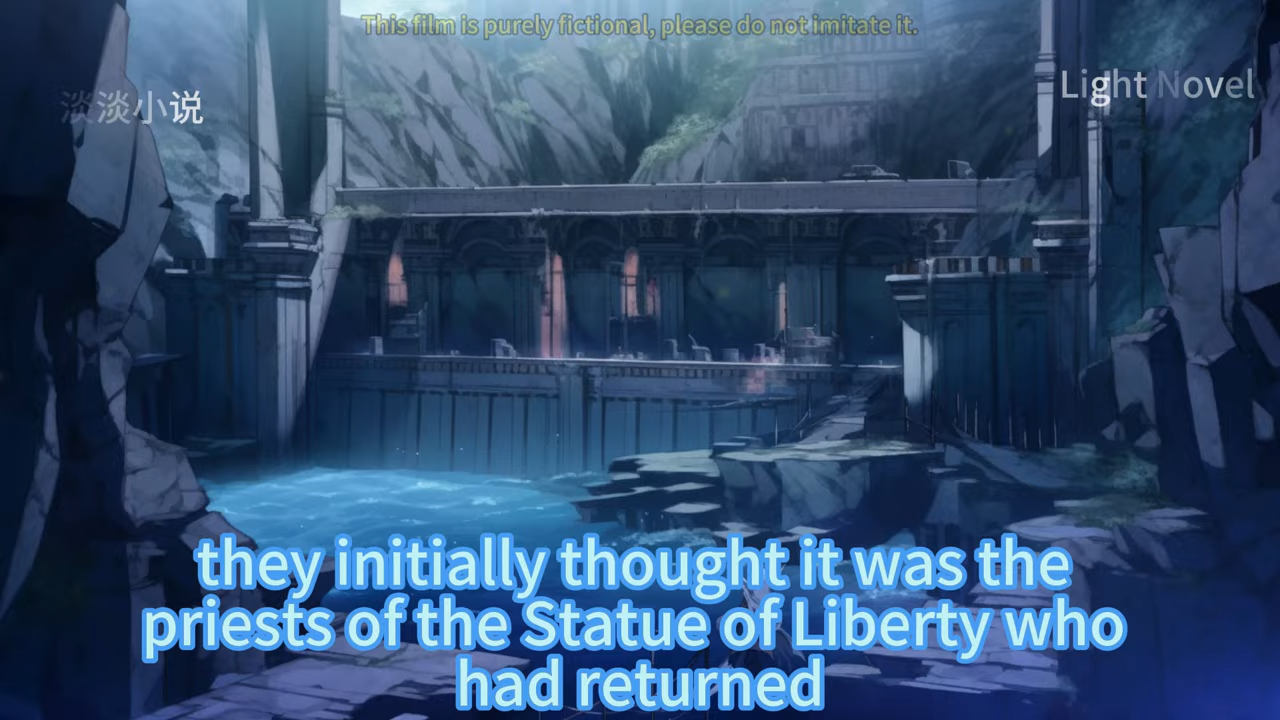 This film is purely fictional, please do not imitate it.
Light Novel
淡淡小说
they initially thought it was the
priests of the Statue of Liberty who
had returned